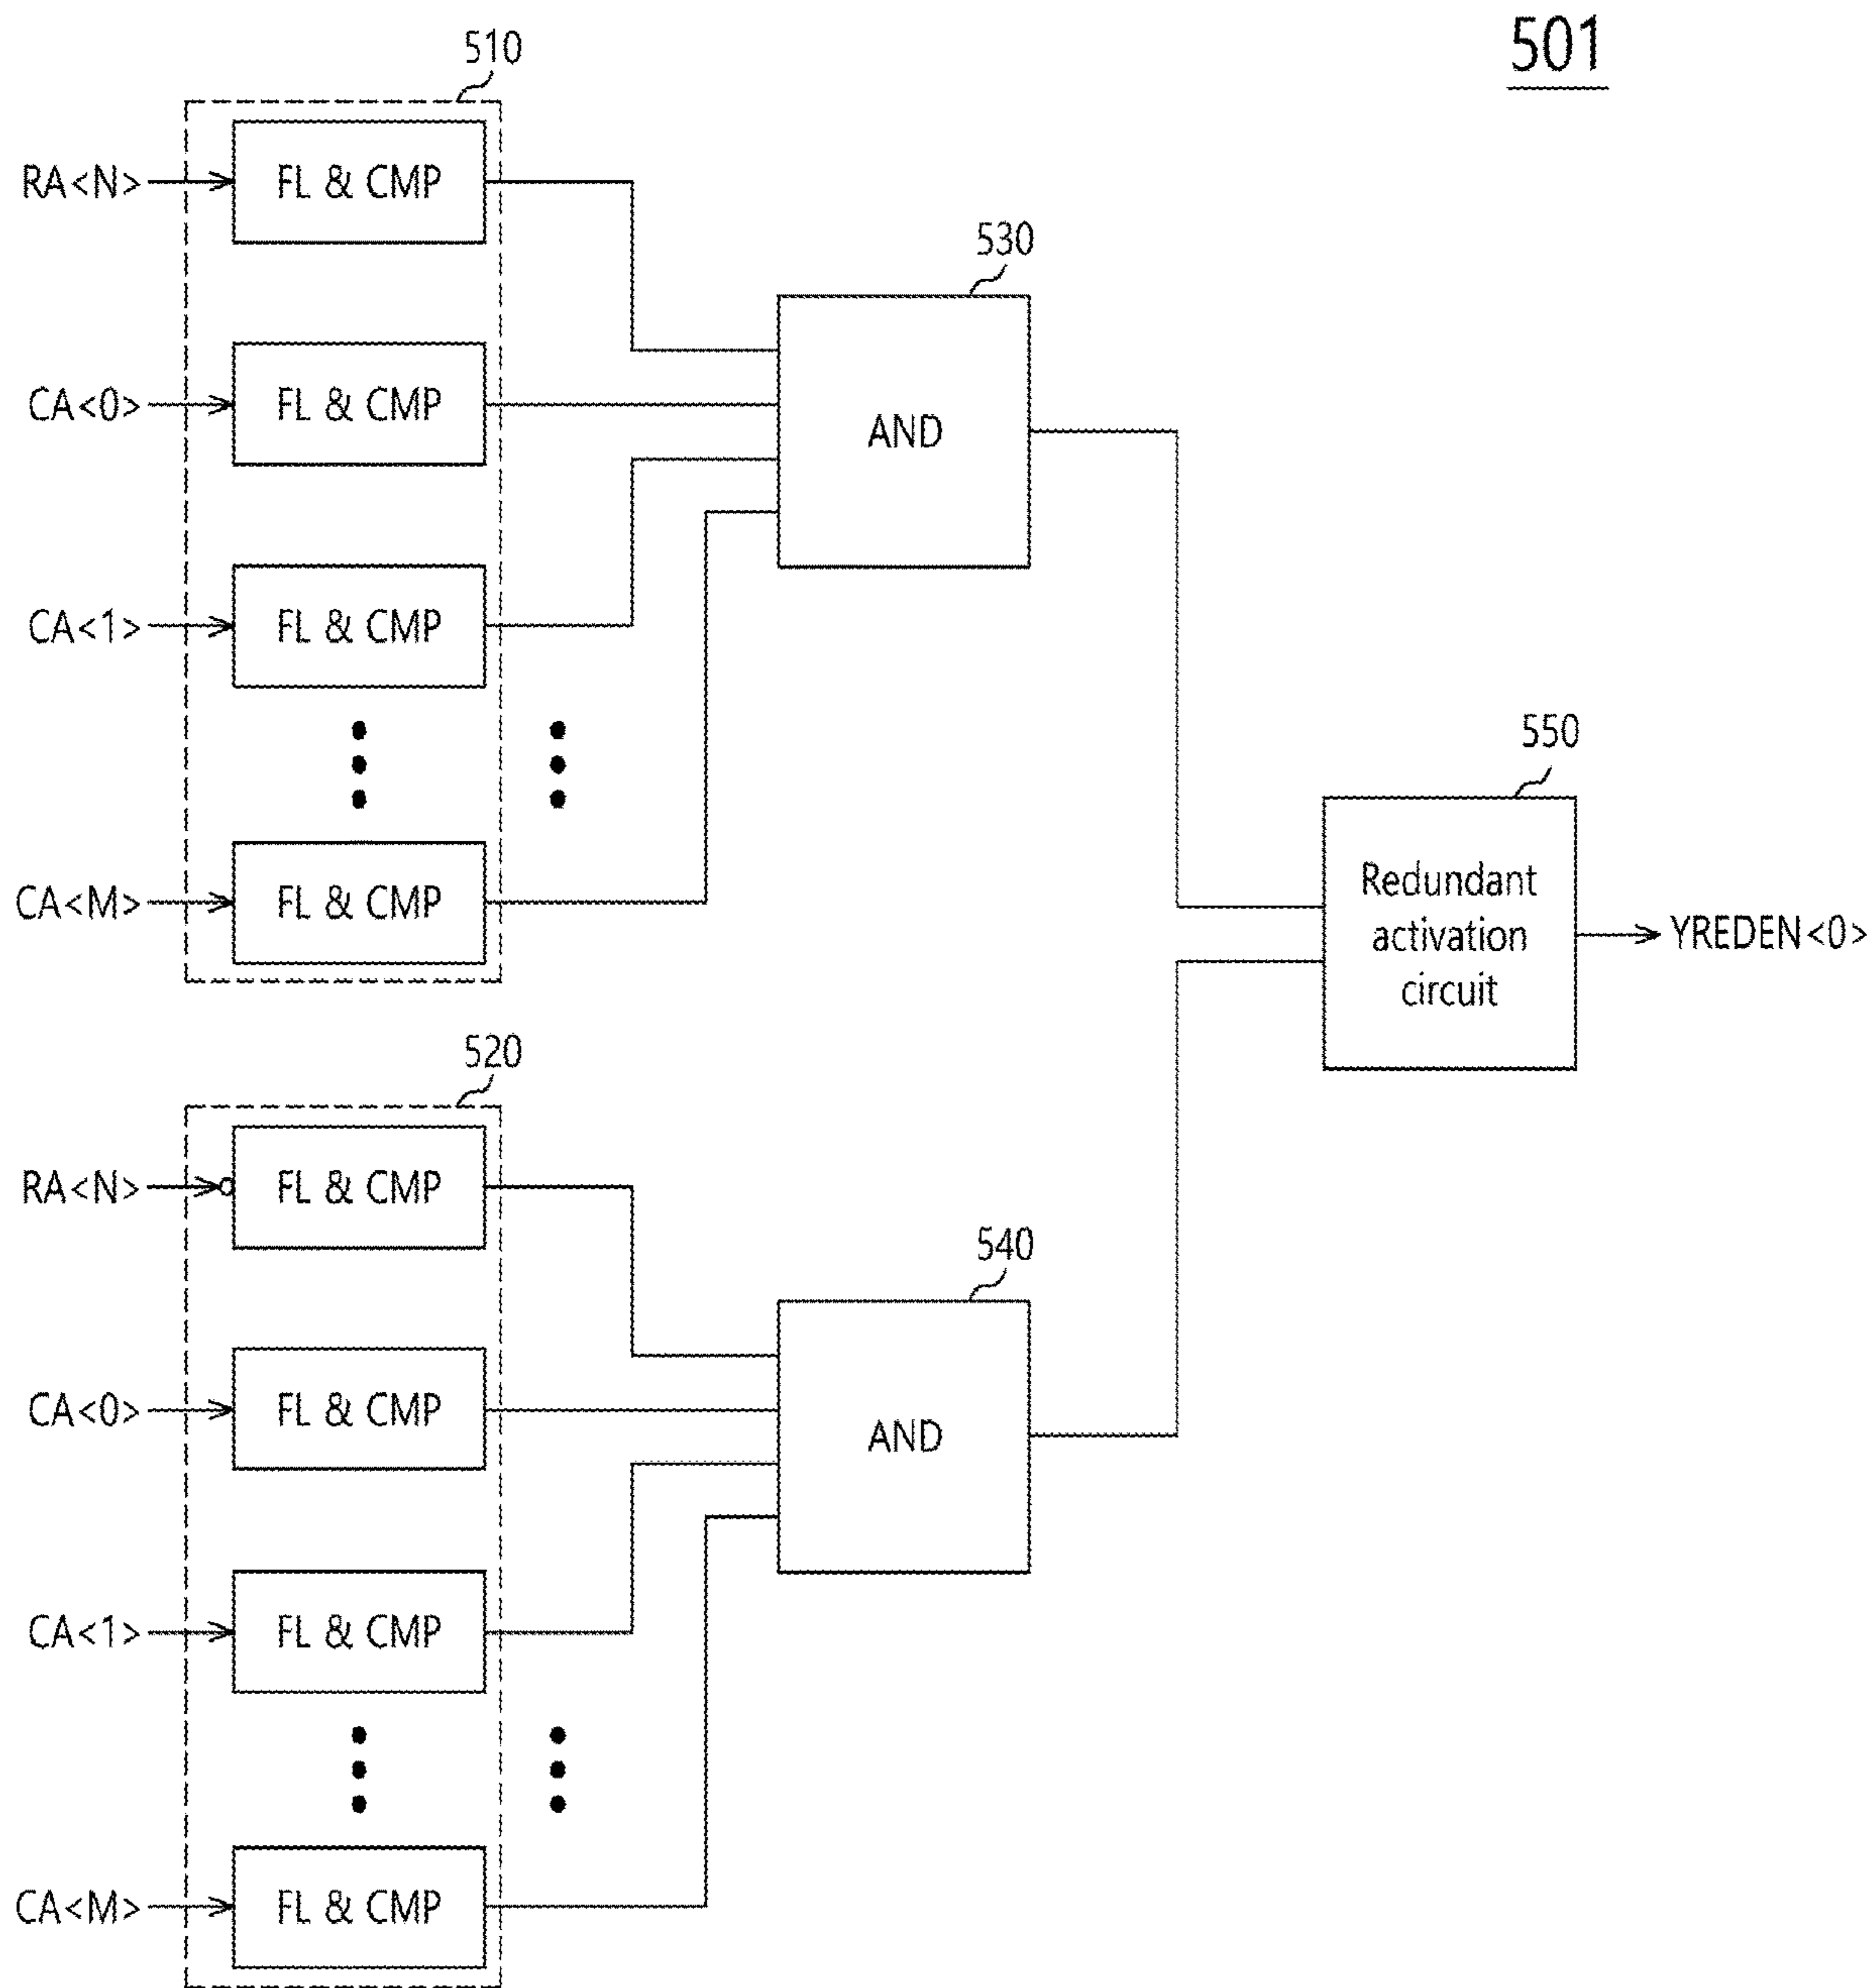 501
510
RA<N>
FL & CMP
530
CA<0>
FL & CMP
AND
CA<1>
FL & CMP
550
CA<M>
FL & CMP
Redundant
activation
circuit
YREDEN<0>
520
RA<N>
FL & CMP
540
CA<0>
FL & CMP
AND
CA<1>
FL & CMP
CA<M>
FL & CMP